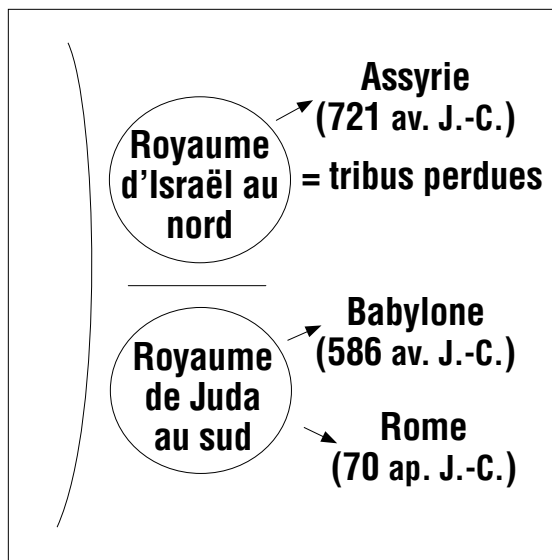 Assyrie
(721 av. J.-C.)
Royaume
d’Israël au
nord
= tribus perdues
Babylone
(586 av. J.-C.)
Royaume
de Juda
au sud
Rome
(70 ap. J.-C.)